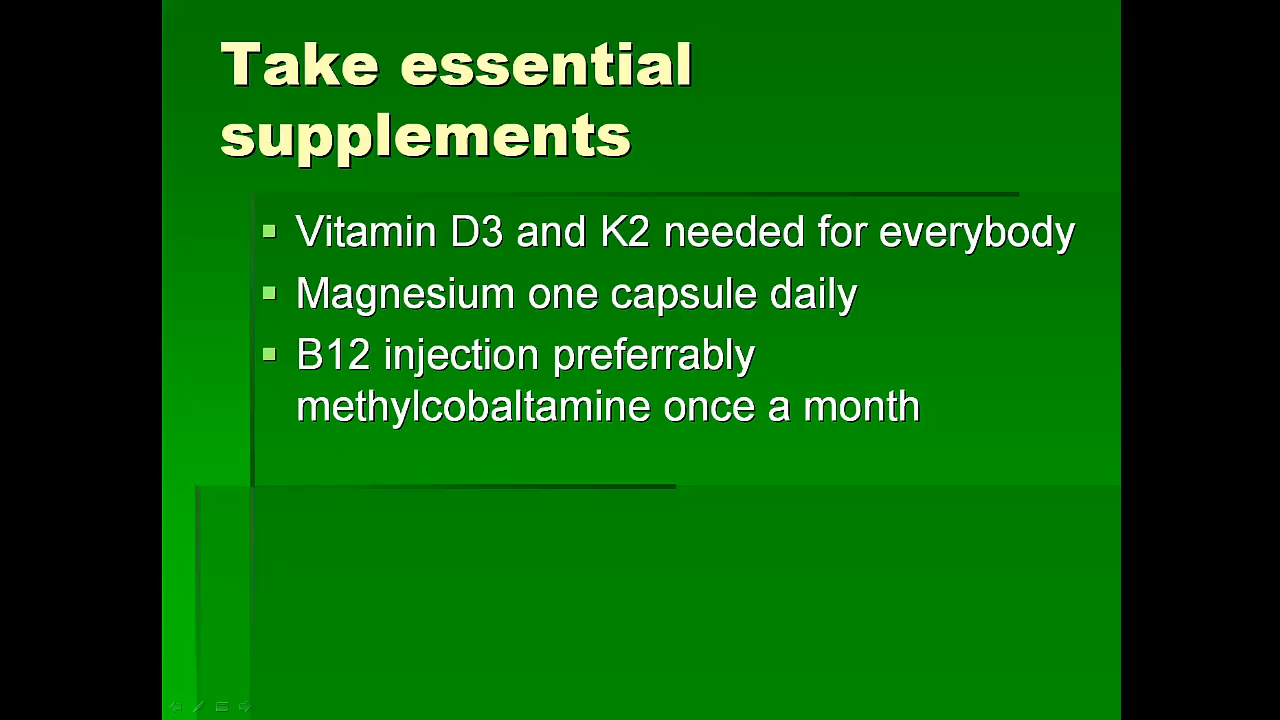 Take essential
supplements
Vitamin D3 and K2 needed for everybody
Magnesium one capsule daily
B12 injection preferrably
methylcobaltamine once a month